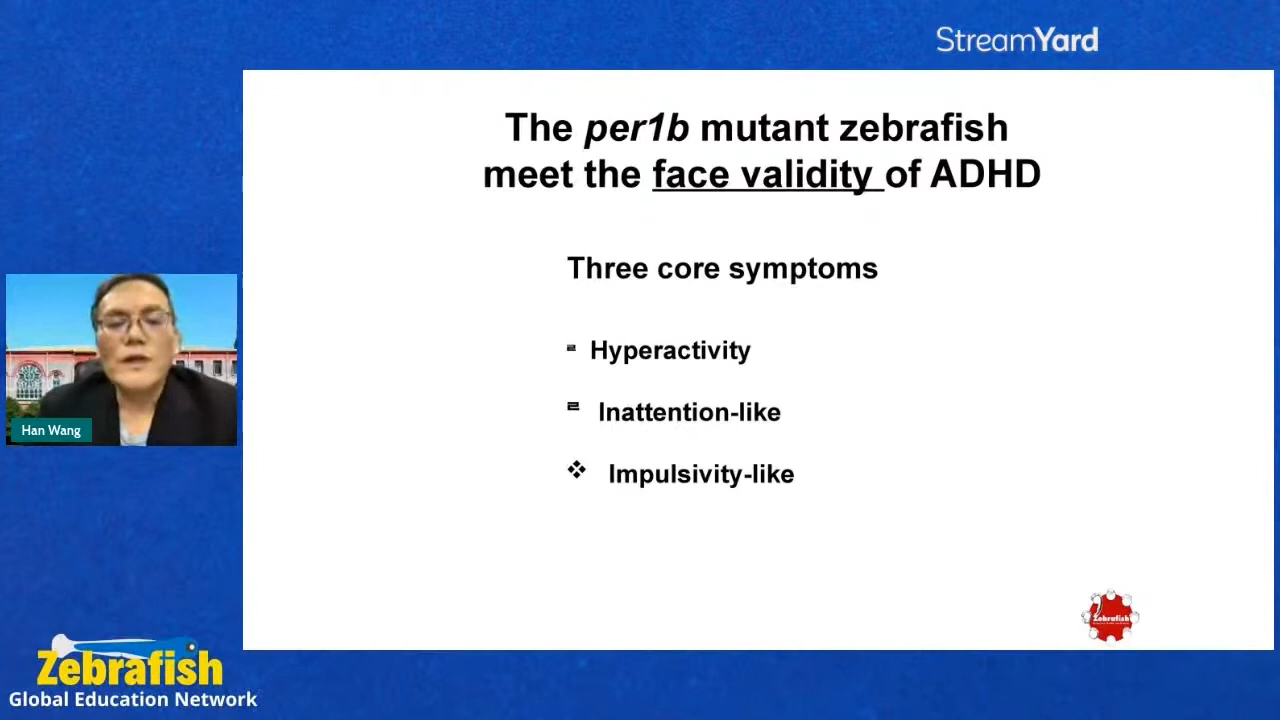 StreamYard
The per1b mutant zebrafish
meet the face validity of ADHD
Three core symptoms
Hyperactivity
Inattention-like
❖ Impulsivity-like
Han Wang
Zebrafish
Zebrafish
Global Education Network